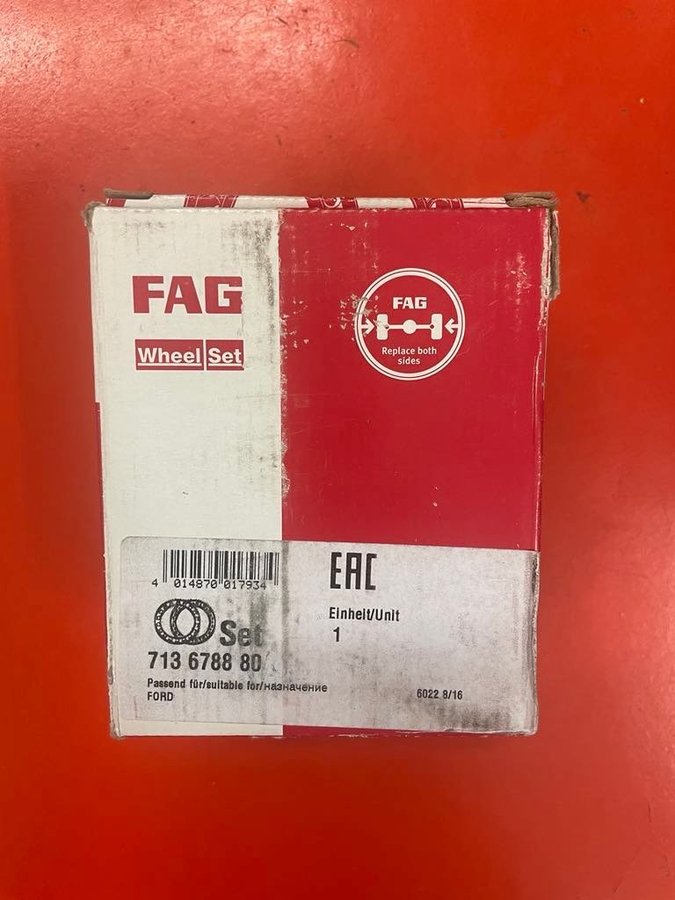 FAG
Wheel Set
FAG
Replace both
sides
4 014870 017934
EAC
Set
Einheit/Unit
1
713 6788 80
Passend für/suitable for/назначение
FORD
6022 8/16